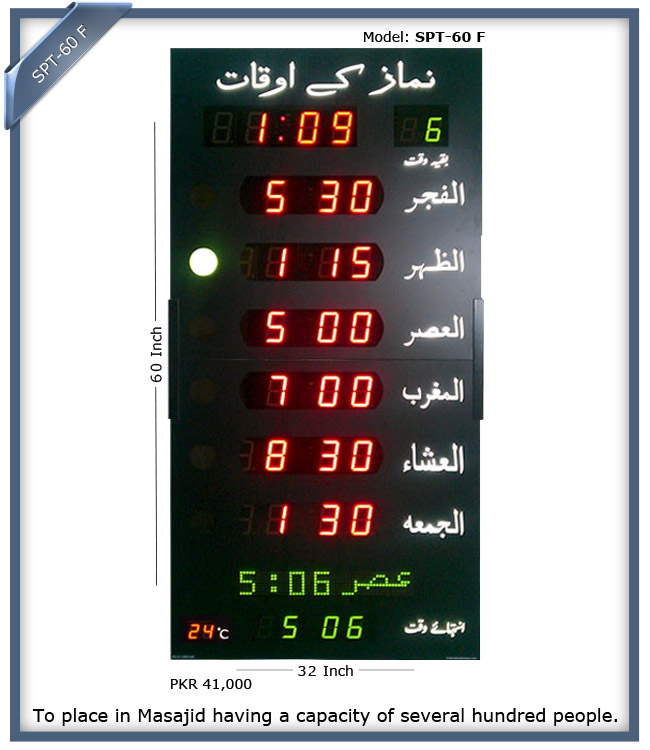 SPT-60 F
Model: SPT-60 F
نماز کے اوقات
1:09 6
بقیہ وقت
5 30 الفجر
1 15 الظہر
5 00 العصر
7 00 المغرب
8 30 العشاء
1 30 الجمعہ
5:06 عصر
24°C 5 06 انتہائے وقت
60 Inch
32 Inch
PKR 41,000
To place in Masajid having a capacity of several hundred people.